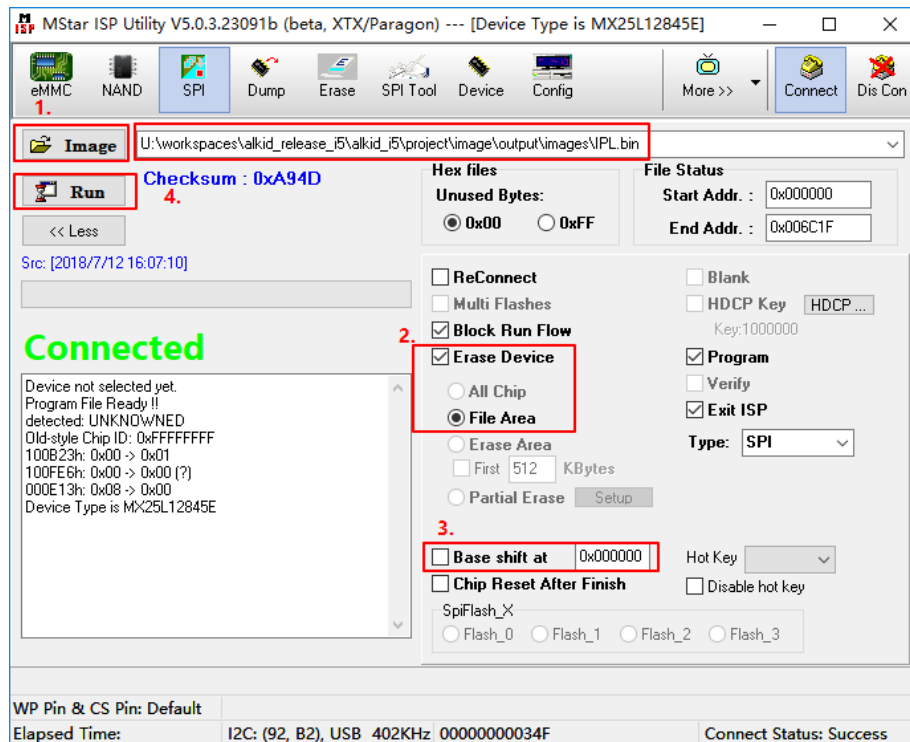 MStar ISP Utility V5.0.3.23091b (beta, XTX/Paragon) --- [Device Type is MX25L12845E]
eMMC NAND SPI Dump Erase SPI Tool Device Config More >> Connect Dis Con
1.
Image U:\workspaces\alkid_release_i5\alkid_i5\project\image\output\images\IPL.bin
Run Checksum : 0xA94D
4.
<< Less
Hex files
Unused Bytes:
0x00 0xFF
File Status
Start Addr. : 0x000000
End Addr. : 0x006C1F
Src: [2018/7/12 16:07:10]
Connected
Device not selected yet.
Program File Ready !!
detected: UNKNOWNED
Old-style Chip ID: 0xFFFFFFFF
100B23h: 0x00 -> 0x01
100FE6h: 0x00 -> 0x00 (?)
000E13h: 0x08 -> 0x00
Device Type is MX25L12845E
ReConnect
Multi Flashes
2.
Block Run Flow
Erase Device
All Chip
File Area
Erase Area
First 512 KBytes
Partial Erase Setup
3.
Base shift at 0x000000
Chip Reset After Finish
Blank
HDCP Key HDCP ...
Key:1000000
Program
Verify
Exit ISP
Type: SPI
Hot Key
Disable hot key
SpiFlash_X
Flash_0 Flash_1 Flash_2 Flash_3
WP Pin & CS Pin: Default
Elapsed Time: I2C: (92, B2), USB 402KHz 00000000034F Connect Status: Success